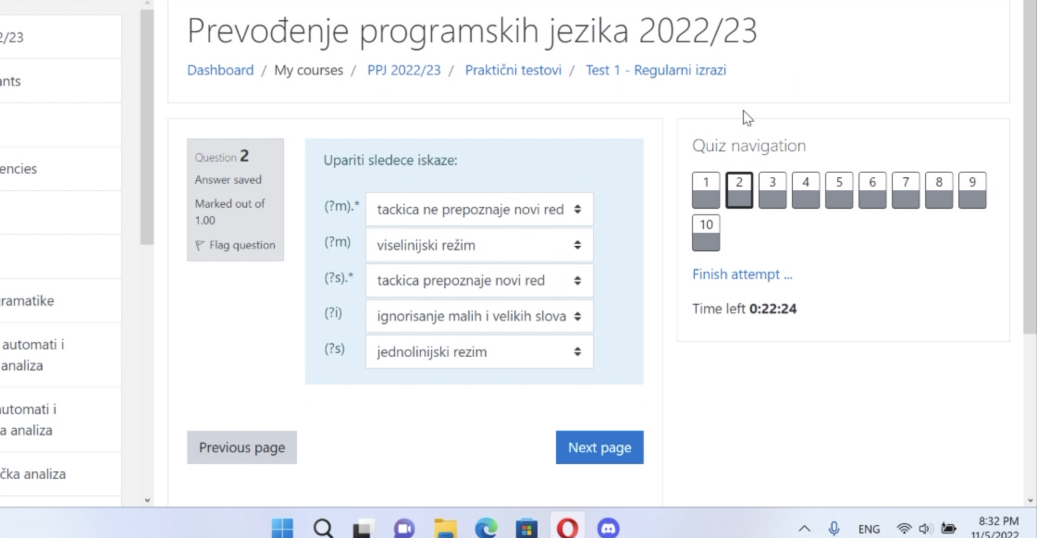 2/23
ants
encies
gramatike
automati i
analiza
automati i
a analiza
čka analiza
Prevođenje programskih jezika 2022/23
Dashboard / My courses / PPJ 2022/23 / Praktični testovi / Test 1 - Regularni izrazi
Question 2
Answer saved
Marked out of
1.00
Flag question
Upariti sledece iskaze:
(?m).* tackica ne prepoznaje novi red
(?m) viselinijski režim
(?s).* tackica prepoznaje novi red
(?i) ignorisanje malih i velikih slova
(?s) jednolinijski rezim
Previous page
Next page
Quiz navigation
1 2 3 4 5 6 7 8 9
10
Finish attempt ...
Time left 0:22:24
ENG
8:32 PM
11/5/2022